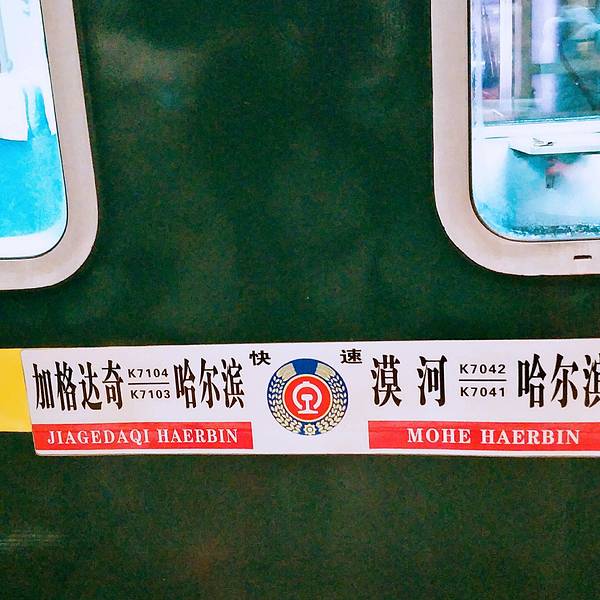 快 速
加格达奇 K7104 哈尔滨
K7103
JIAGEDAQI HAERBIN
漠河 K7042 哈尔滨
K7041
MOHE HAERBIN